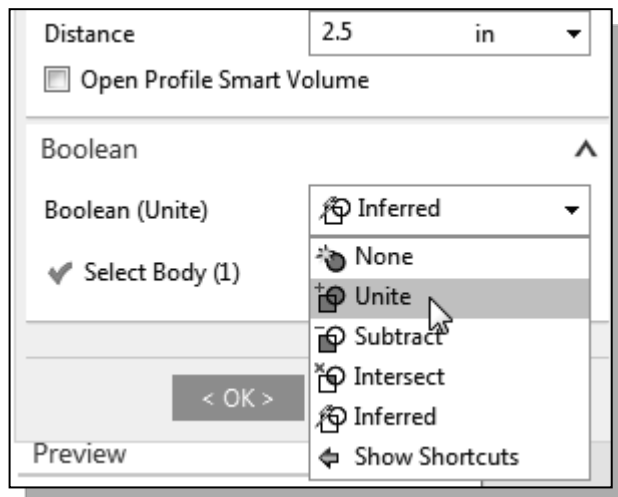 Distance 2.5 in
Open Profile Smart Volume
Boolean
Boolean (Unite) Inferred
None
Select Body (1)
Unite
Subtract
Intersect
< OK >
Inferred
Preview
Show Shortcuts